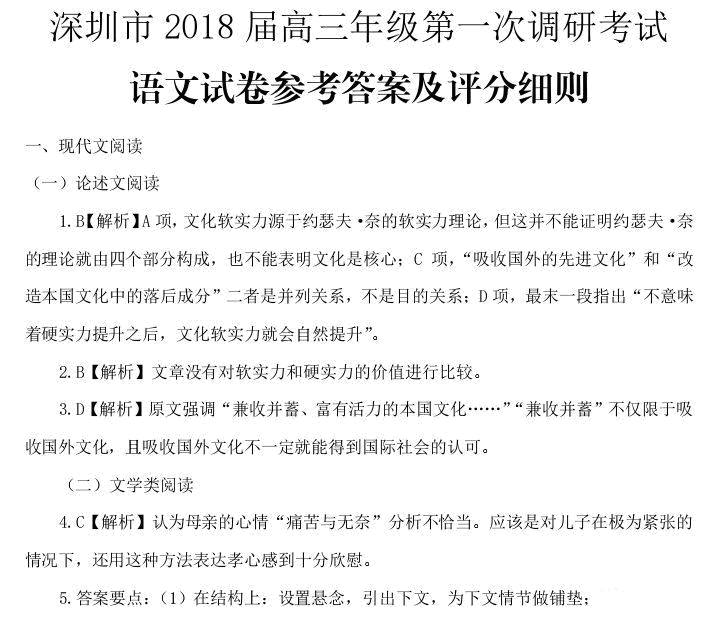 深圳市 2018 届高三年级第一次调研考试
语文试卷参考答案及评分细则
一、现代文阅读
（一）论述文阅读
1.B【解析】A 项，文化软实力源于约瑟夫·奈的软实力理论，但这并不能证明约瑟夫·奈
的理论就由四个部分构成，也不能表明文化是核心；C 项，“吸收国外的先进文化”和“改
造本国文化中的落后成分”二者是并列关系，不是目的关系；D 项，最末一段指出“不意味
着硬实力提升之后，文化软实力就会自然提升”。
2.B【解析】文章没有对软实力和硬实力的价值进行比较。
3.D【解析】原文强调“兼收并蓄、富有活力的本国文化……”“兼收并蓄”不仅限于吸
收国外文化，且吸收国外文化不一定就能得到国际社会的认可。
（二）文学类阅读
4.C【解析】认为母亲的心情“痛苦与无奈”分析不恰当。应该是对儿子在极为紧张的
情况下，还用这种方法表达孝心感到十分欣慰。
5.答案要点：（1）在结构上：设置悬念，引出下文，为下文情节做铺垫；